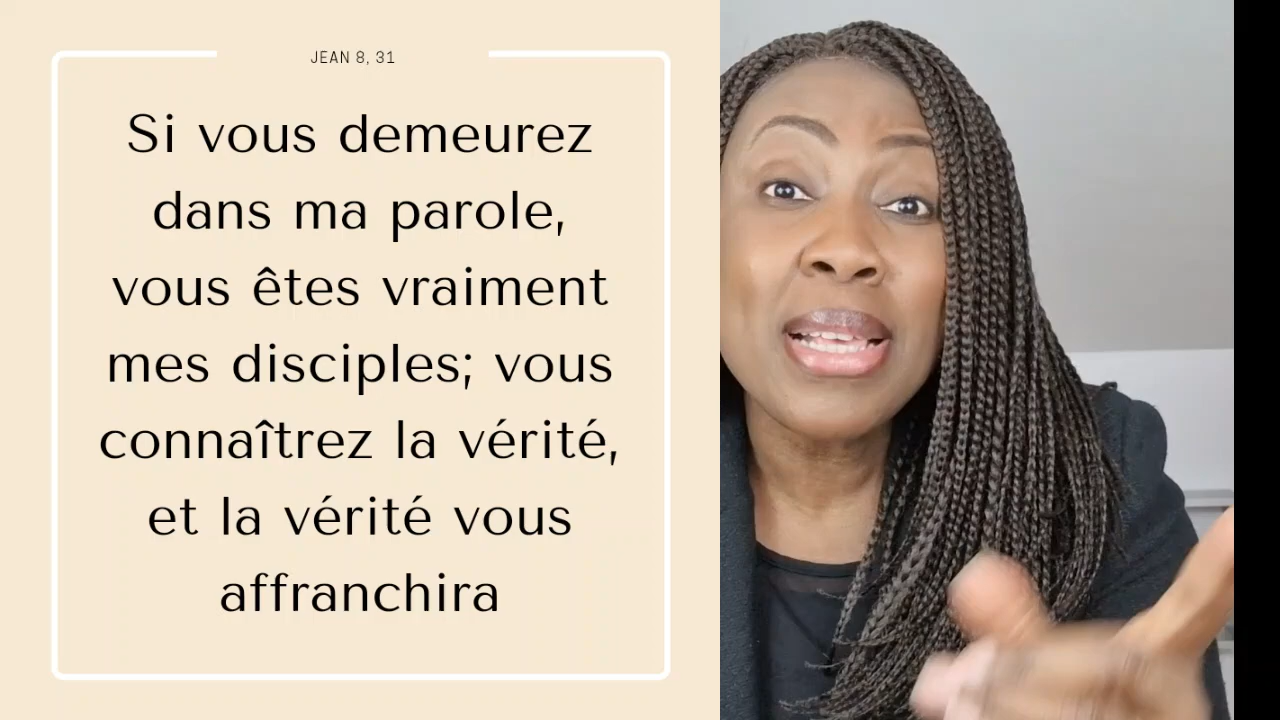 JEAN 8, 31
Si vous demeurez
dans ma parole,
vous êtes vraiment
mes disciples; vous
connaîtrez la vérité,
et la vérité vous
affranchira